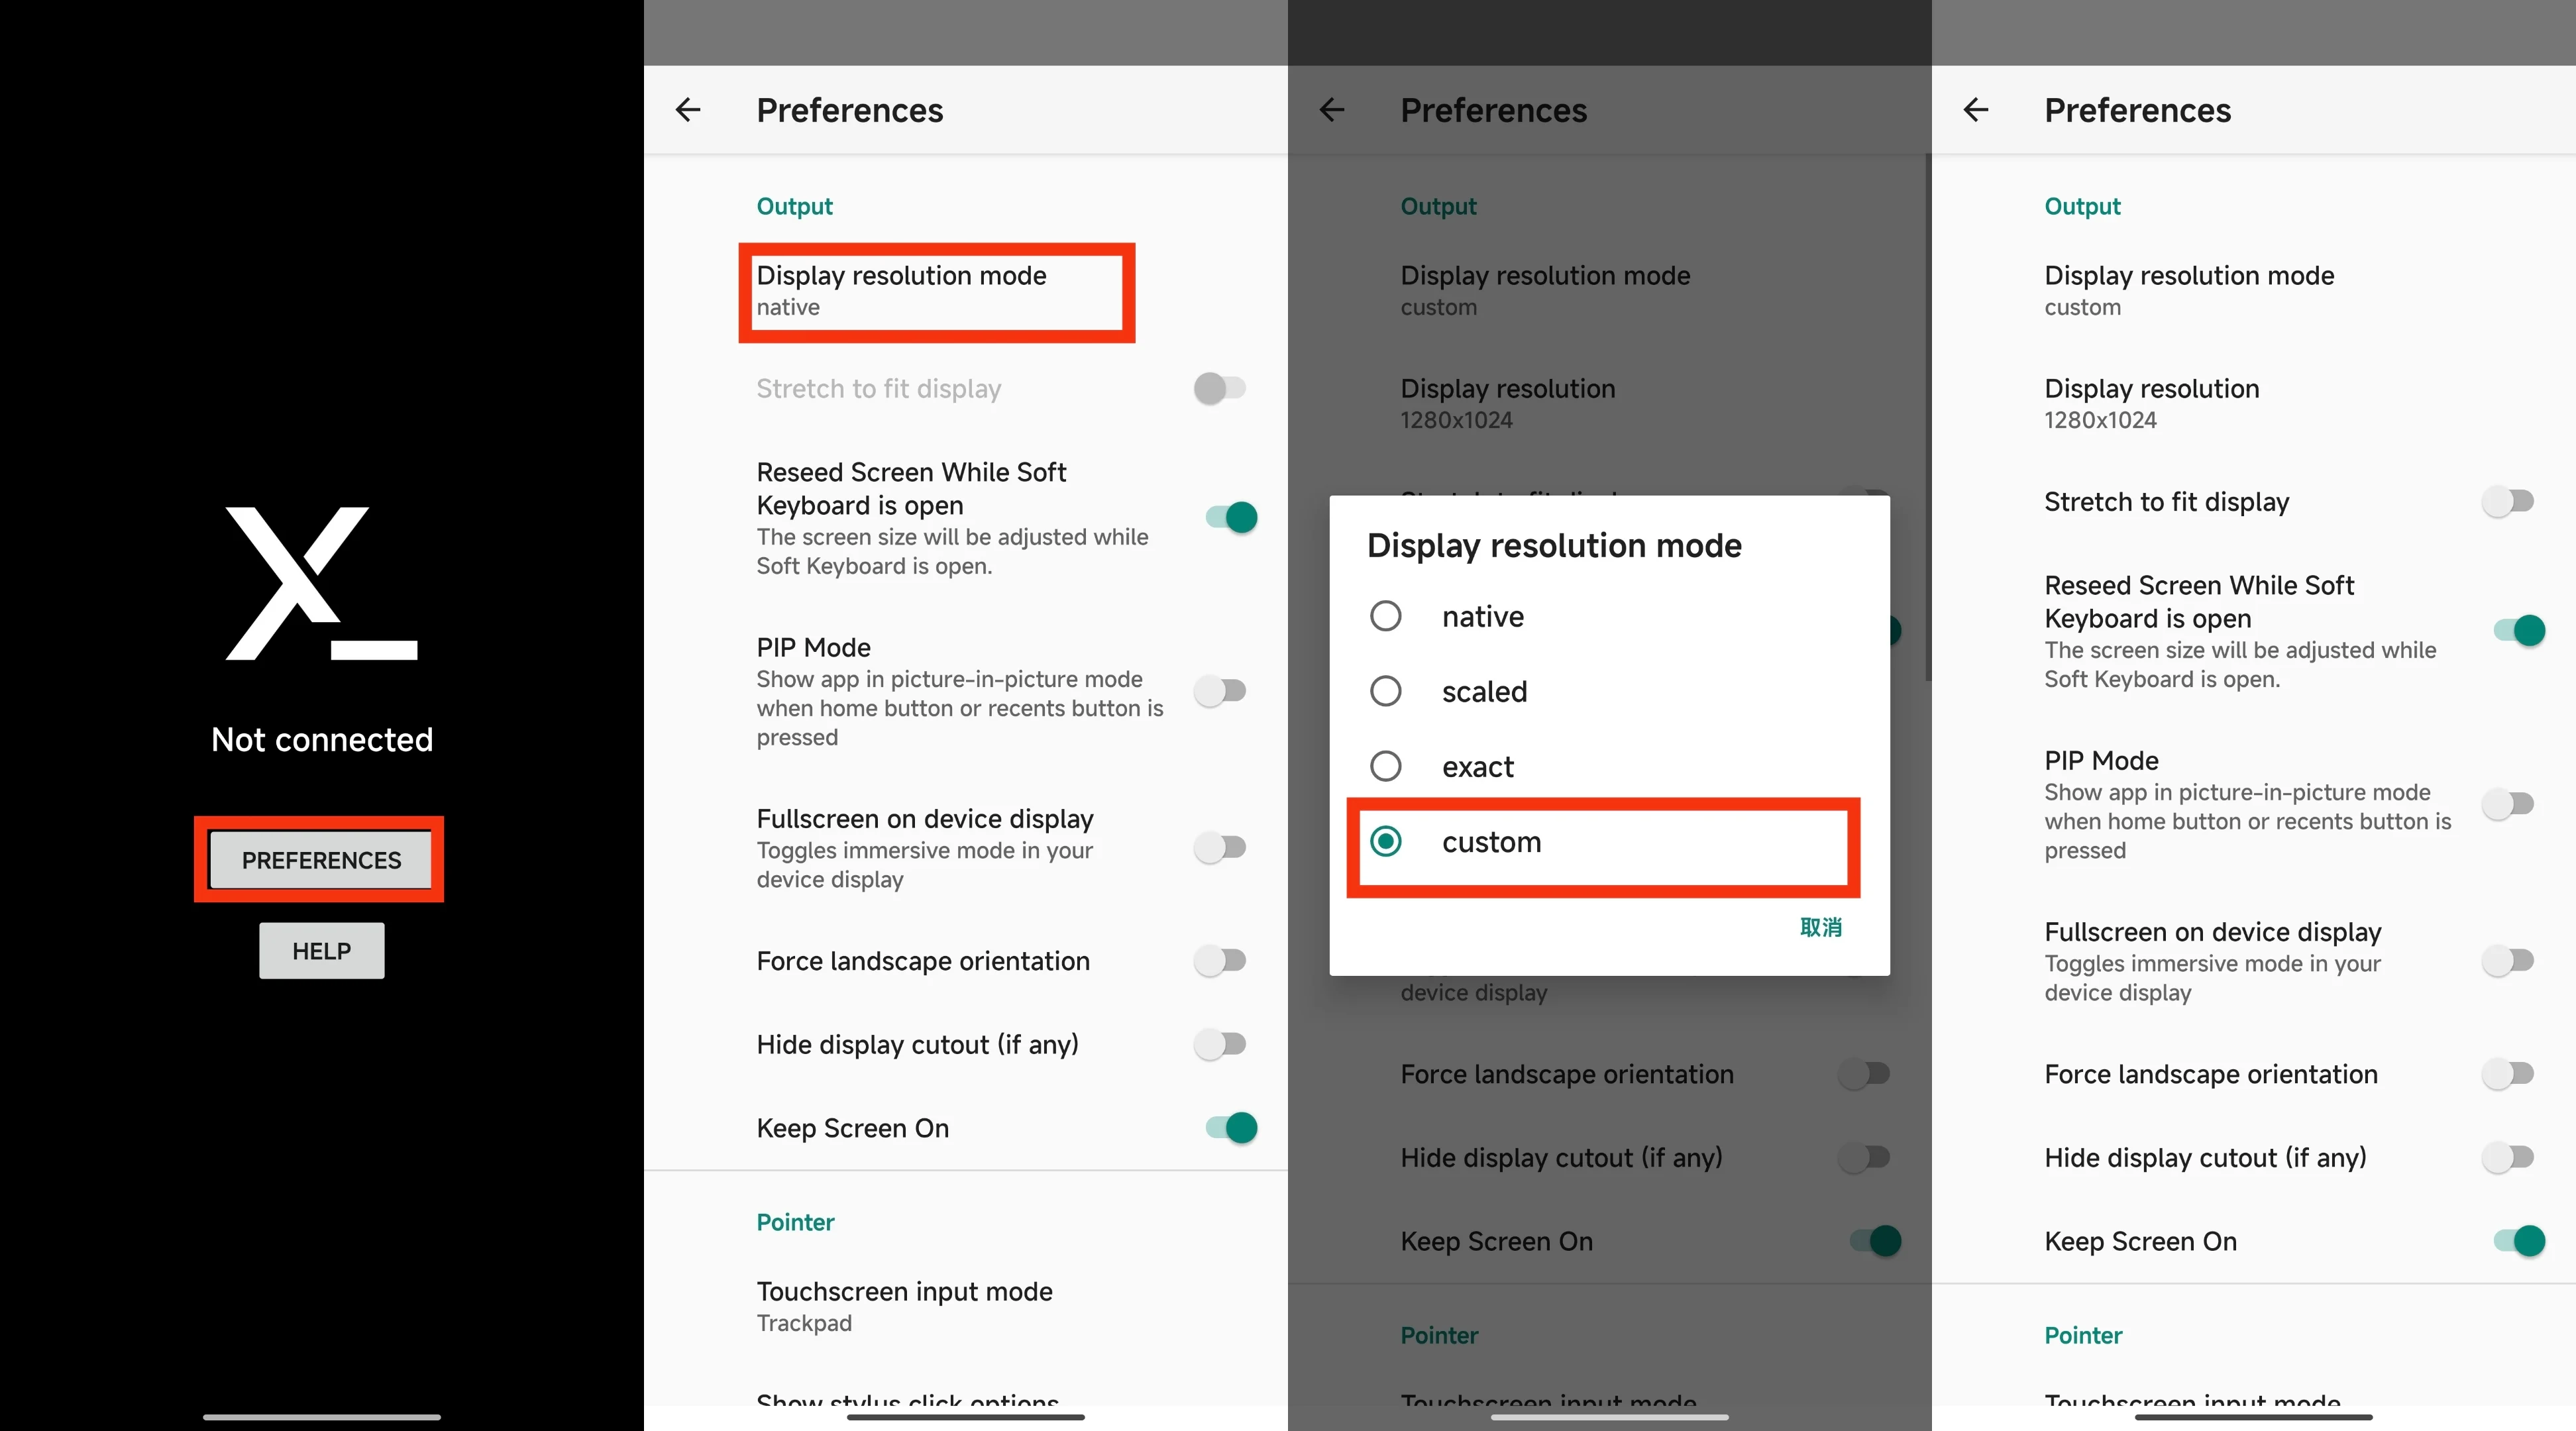 Not connected
PREFERENCES
HELP
Preferences
Output
Display resolution mode
native
Stretch to fit display
Reseed Screen While Soft
Keyboard is open
The screen size will be adjusted while
Soft Keyboard is open.
PIP Mode
Show app in picture-in-picture mode
when home button or recents button is
pressed
Fullscreen on device display
Toggles immersive mode in your
device display
Force landscape orientation
Hide display cutout (if any)
Keep Screen On
Pointer
Touchscreen input mode
Trackpad
Show stylus click options
Preferences
Output
Display resolution mode
custom
Display resolution
1280x1024
Display resolution mode
native
scaled
exact
custom
取消
device display
Force landscape orientation
Hide display cutout (if any)
Keep Screen On
Pointer
Touchscreen input mode
Preferences
Output
Display resolution mode
custom
Display resolution
1280x1024
Stretch to fit display
Reseed Screen While Soft
Keyboard is open
The screen size will be adjusted while
Soft Keyboard is open.
PIP Mode
Show app in picture-in-picture mode
when home button or recents button is
pressed
Fullscreen on device display
Toggles immersive mode in your
device display
Force landscape orientation
Hide display cutout (if any)
Keep Screen On
Pointer
Touchscreen input mode